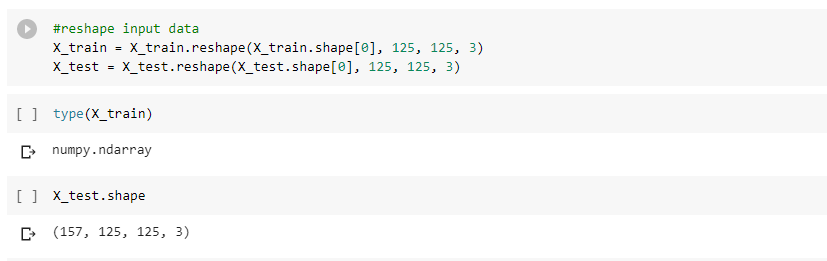 #reshape input data
X_train = X_train.reshape(X_train.shape[0], 125, 125, 3)
X_test = X_test.reshape(X_test.shape[0], 125, 125, 3)
[ ] type(X_train)
numpy.ndarray
[ ] X_test.shape
(157, 125, 125, 3)